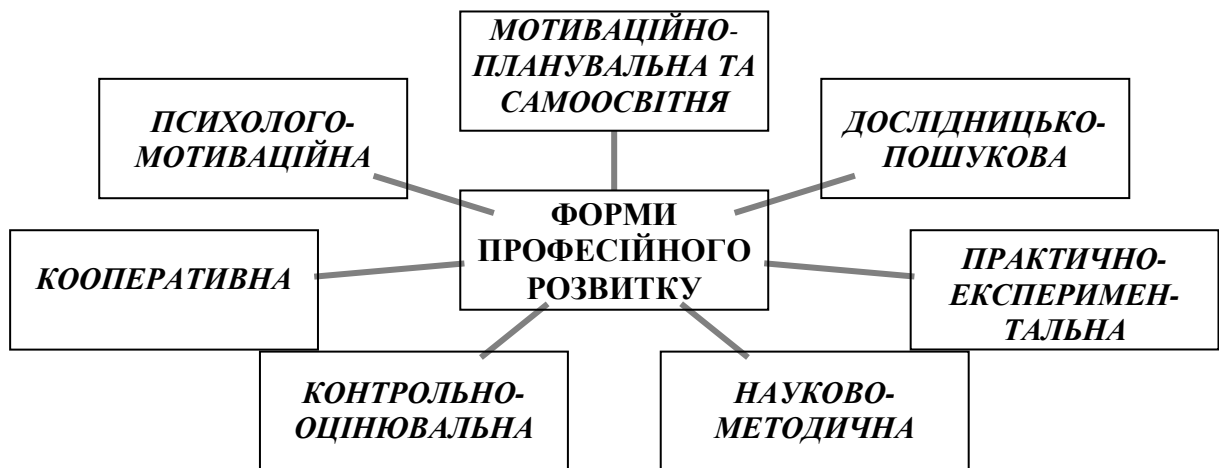 МОТИВАЦІЙНО-
ПЛАНУВАЛЬНА ТА
САМООСВІТНЯ
ПСИХОЛОГО-
МОТИВАЦІЙНА
ДОСЛІДНИЦЬКО-
ПОШУКОВА
ФОРМИ
ПРОФЕСІЙНОГО
РОЗВИТКУ
КООПЕРАТИВНА
ПРАКТИЧНО-
ЕКСПЕРИМЕН-
ТАЛЬНА
КОНТРОЛЬНО-
ОЦІНЮВАЛЬНА
НАУКОВО-
МЕТОДИЧНА